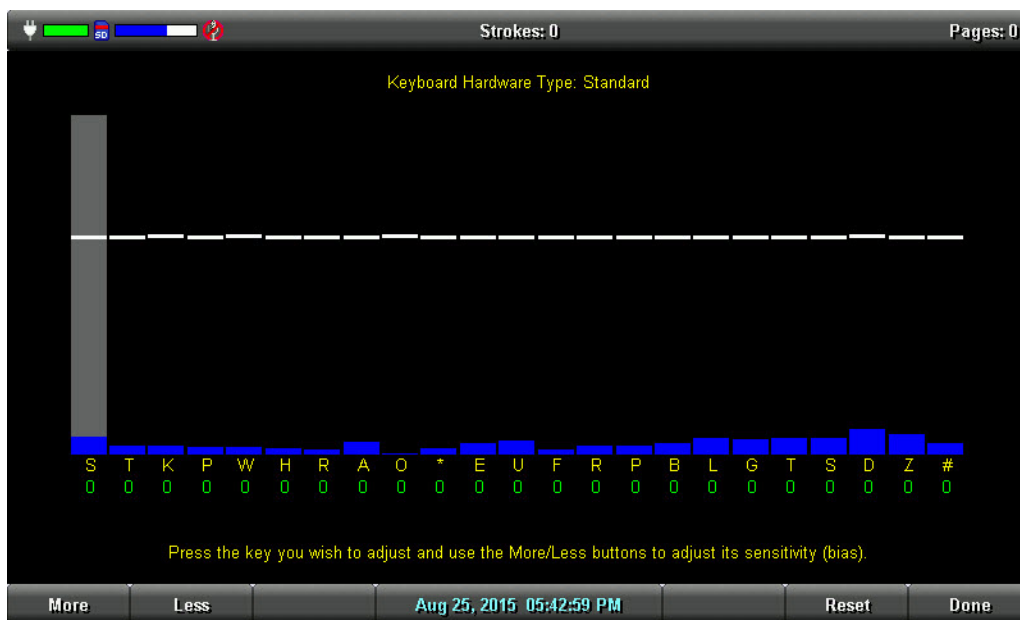 SD Strokes: 0 Pages: 0
Keyboard Hardware Type: Standard
S T K P W H R A O * E U F R P B L G T S D Z #
0 0 0 0 0 0 0 0 0 0 0 0 0 0 0 0 0 0 0 0 0 0 0
Press the key you wish to adjust and use the More/Less buttons to adjust its sensitivity (bias).
More Less Aug 25, 2015 05:42:59 PM Reset Done